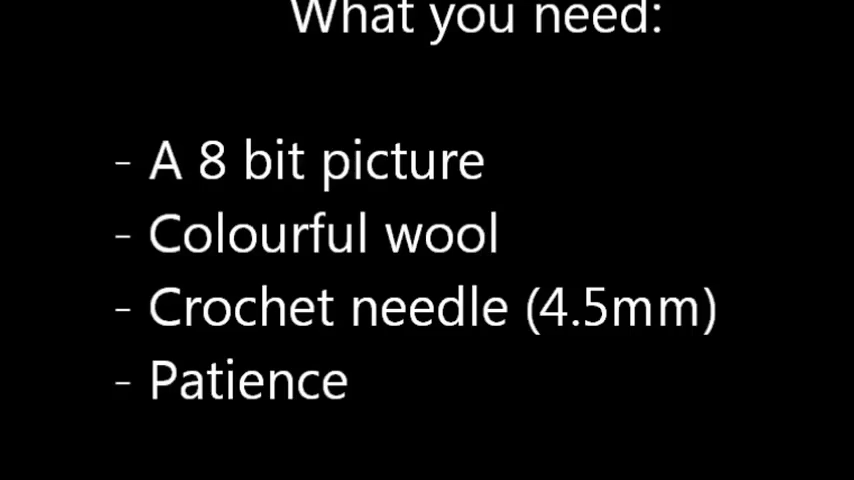 What you need:
- A 8 bit picture
- Colourful wool
- Crochet needle (4.5mm)
- Patience